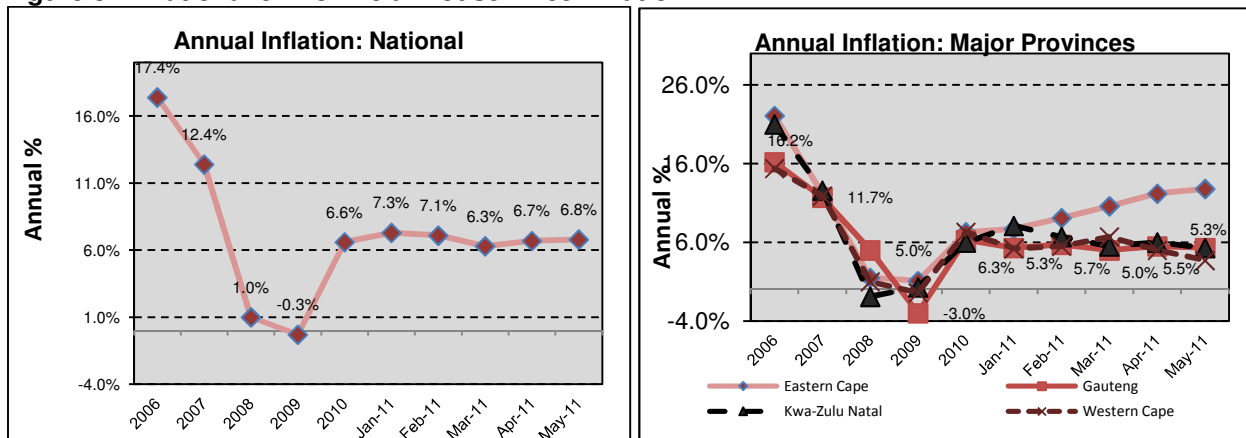 Annual Inflation: National
Annual %
16.0%
11.0%
6.0%
1.0%
-4.0%
17.4%
12.4%
1.0%
-0.3%
6.6%
7.3%
7.1%
6.3%
6.7%
6.8%
2006
2007
2008
2009
2010
Jan-11
Feb-11
Mar-11
Apr-11
May-11
Annual Inflation: Major Provinces
Annual %
26.0%
16.0%
6.0%
-4.0%
16.2%
11.7%
5.0%
-3.0%
6.3%
5.3%
5.7%
5.0%
5.5%
5.3%
2006
2007
2008
2009
2010
Jan-11
Feb-11
Mar-11
Apr-11
May-11
Eastern Cape
Gauteng
Kwa-Zulu Natal
Western Cape